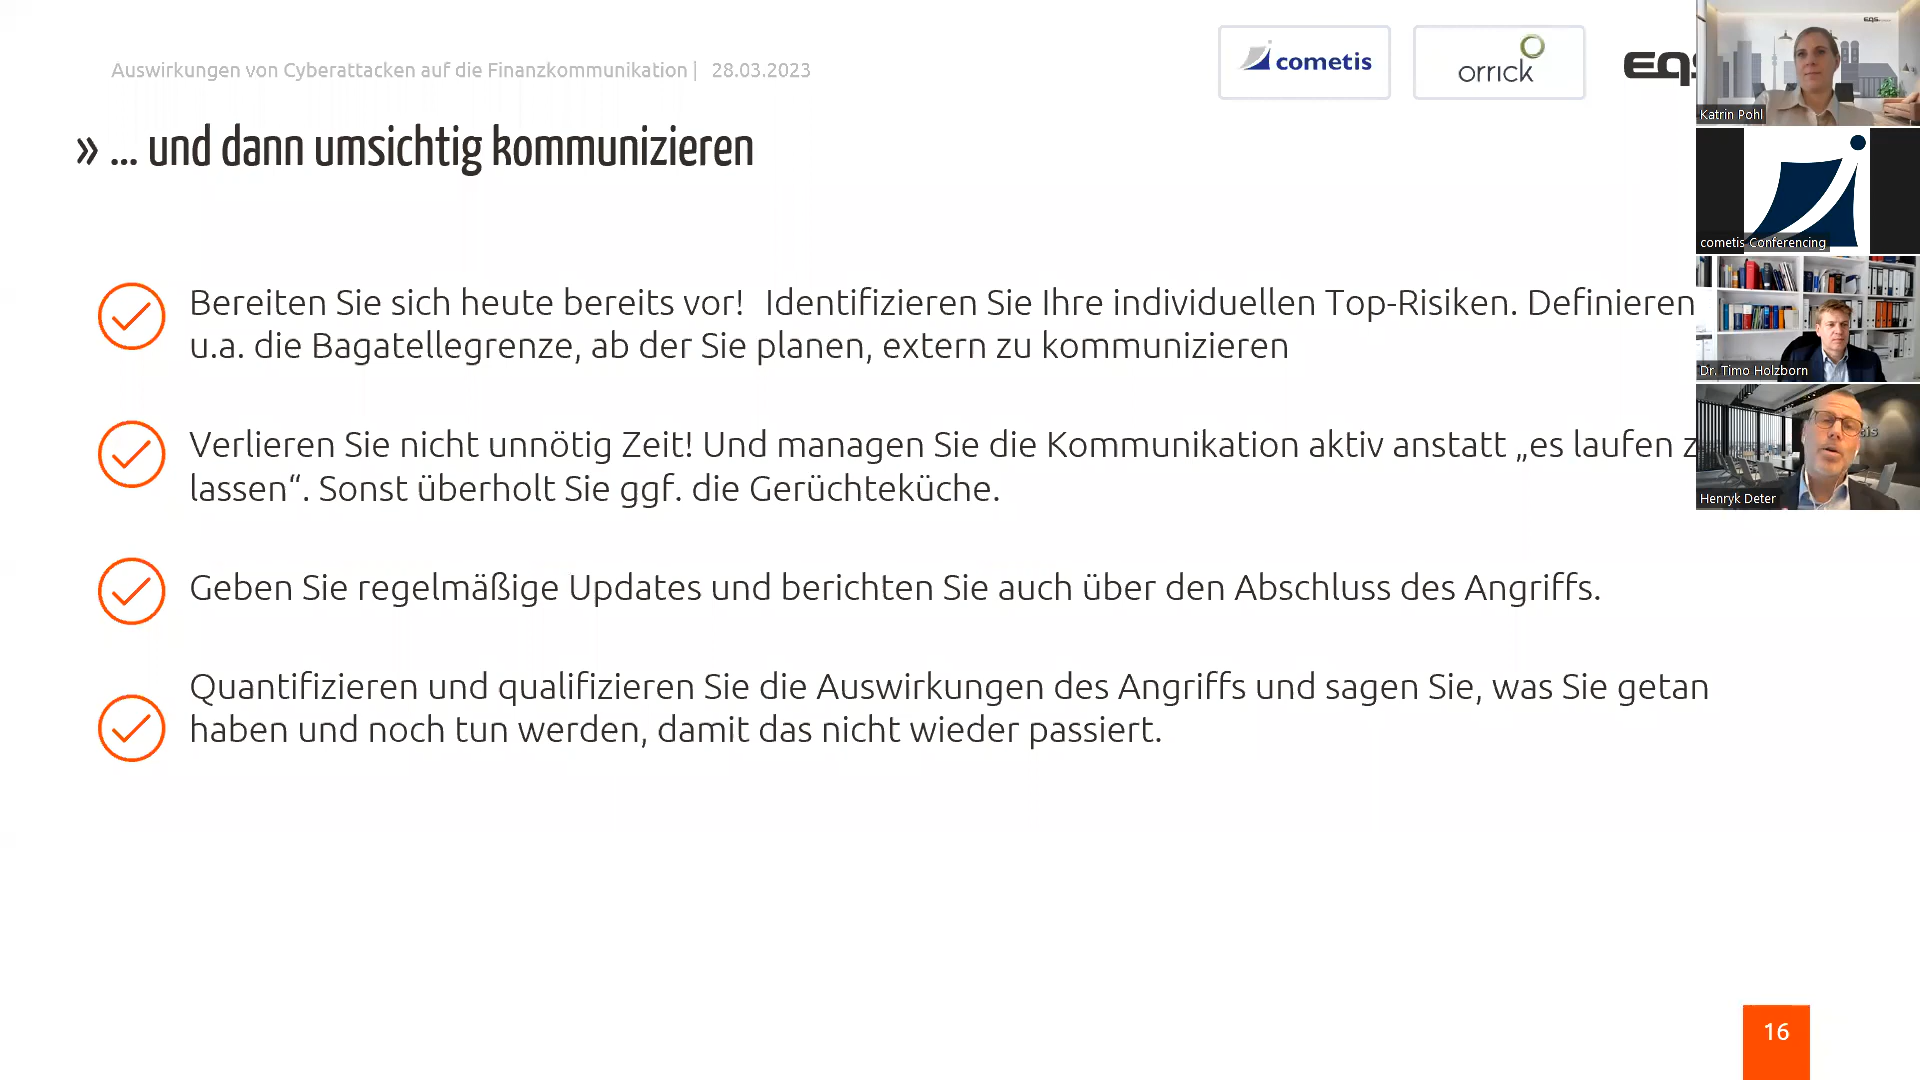 Auswirkungen von Cyberattacken auf die Finanzkommunikation | 28.03.2023
cometis
orrick
EQS
» ... und dann umsichtig kommunizieren
Bereiten Sie sich heute bereits vor!  Identifizieren Sie Ihre individuellen Top-Risiken. Definieren
u.a. die Bagatellegrenze, ab der Sie planen, extern zu kommunizieren
Verlieren Sie nicht unnötig Zeit! Und managen Sie die Kommunikation aktiv anstatt „es laufen z
lassen“. Sonst überholt Sie ggf. die Gerüchteküche.
Geben Sie regelmäßige Updates und berichten Sie auch über den Abschluss des Angriffs.
Quantifizieren und qualifizieren Sie die Auswirkungen des Angriffs und sagen Sie, was Sie getan
haben und noch tun werden, damit das nicht wieder passiert.
EQS
Katrin Pohl
cometis Conferencing
Dr. Timo Holzborn
Henryk Deter
16